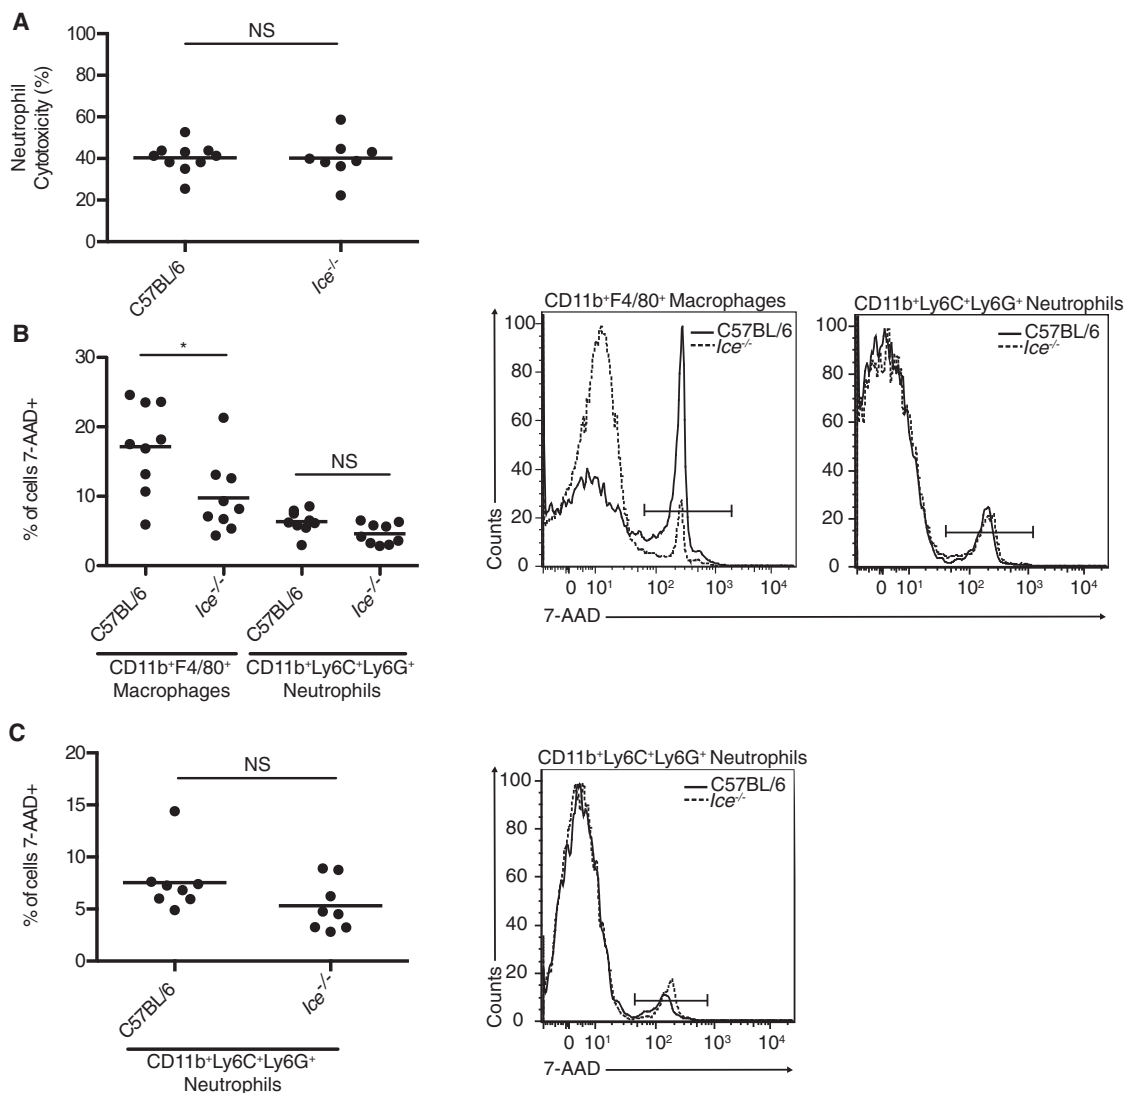 A
NS
100
80
60
40
20
0
Neutrophil
Cytotoxicity (%)
C57BL/6
Ice-/-
B
*
NS
30
20
10
0
% of cells 7-AAD+
C57BL/6
Ice-/-
C57BL/6
Ice-/-
CD11b+F4/80+
Macrophages
CD11b+Ly6C+Ly6G+
Neutrophils
CD11b+F4/80+ Macrophages
C57BL/6
Ice-/-
100
80
60
40
20
0
Counts
0 10¹ 10² 10³ 10⁴
CD11b+Ly6C+Ly6G+ Neutrophils
C57BL/6
Ice-/-
100
80
60
40
20
0
0 10¹ 10² 10³ 10⁴
7-AAD
C
NS
20
15
10
5
0
% of cells 7-AAD+
C57BL/6
Ice-/-
CD11b+Ly6C+Ly6G+
Neutrophils
CD11b+Ly6C+Ly6G+ Neutrophils
C57BL/6
Ice-/-
100
80
60
40
20
0
Counts
0 10¹ 10² 10³ 10⁴
7-AAD